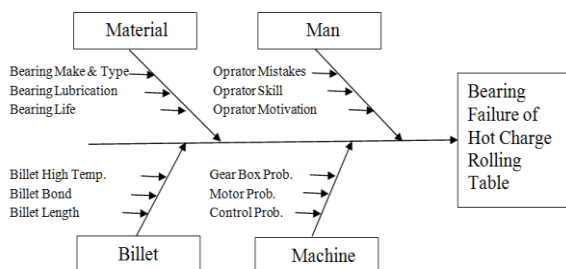 Material
Man
Bearing Make & Type
Bearing Lubrication
Bearing Life
Oprator Mistakes
Oprator Skill
Oprator Motivation
Bearing
Failure of
Hot Charge
Rolling
Table
Billet High Temp.
Billet Bond
Billet Length
Gear Box Prob.
Motor Prob.
Control Prob.
Billet
Machine